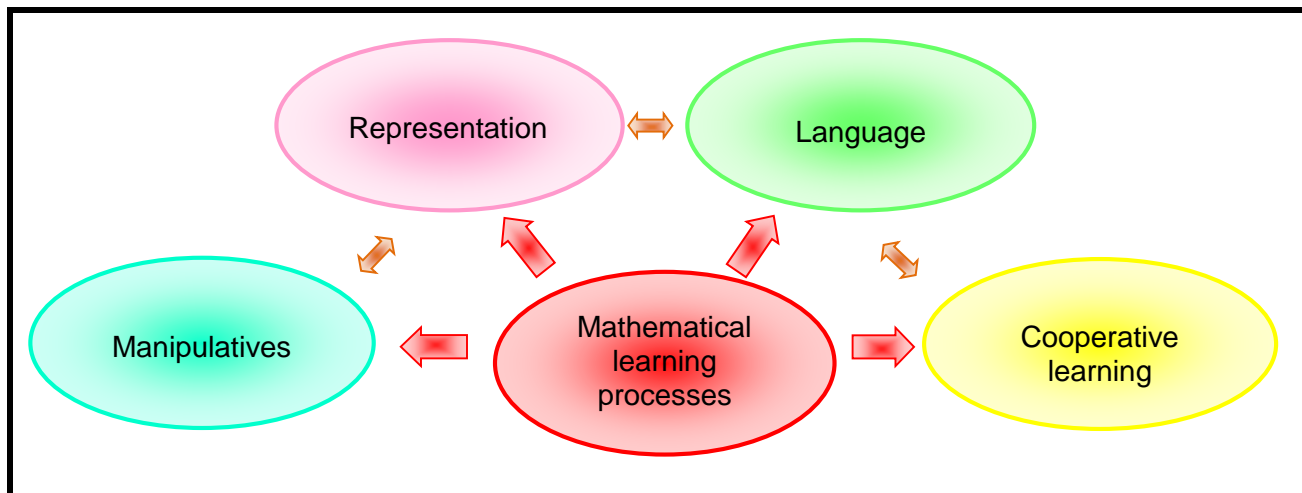 Representation
Language
Manipulatives
Mathematical
learning
processes
Cooperative
learning